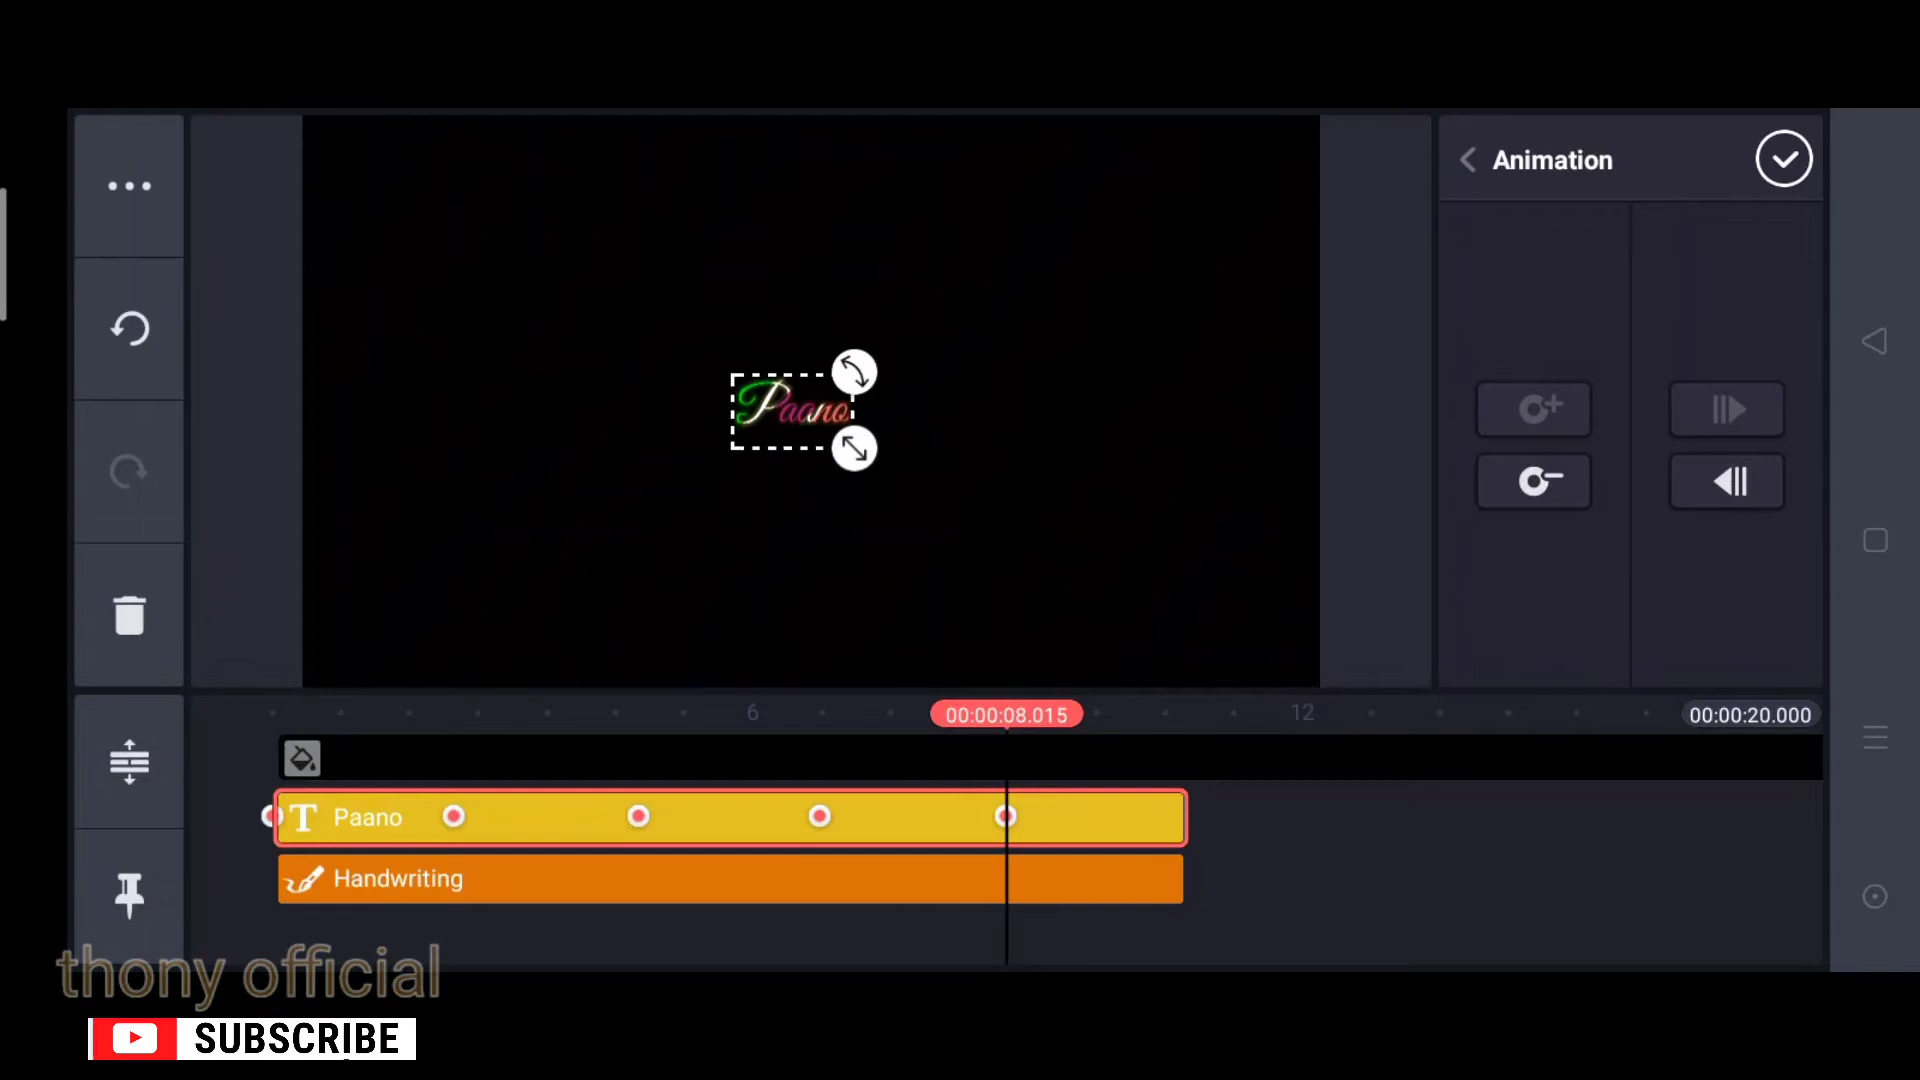 Animation
Paano
6
00:00:08.015
12
00:00:20.000
T Paano
Handwriting
thony official
SUBSCRIBE